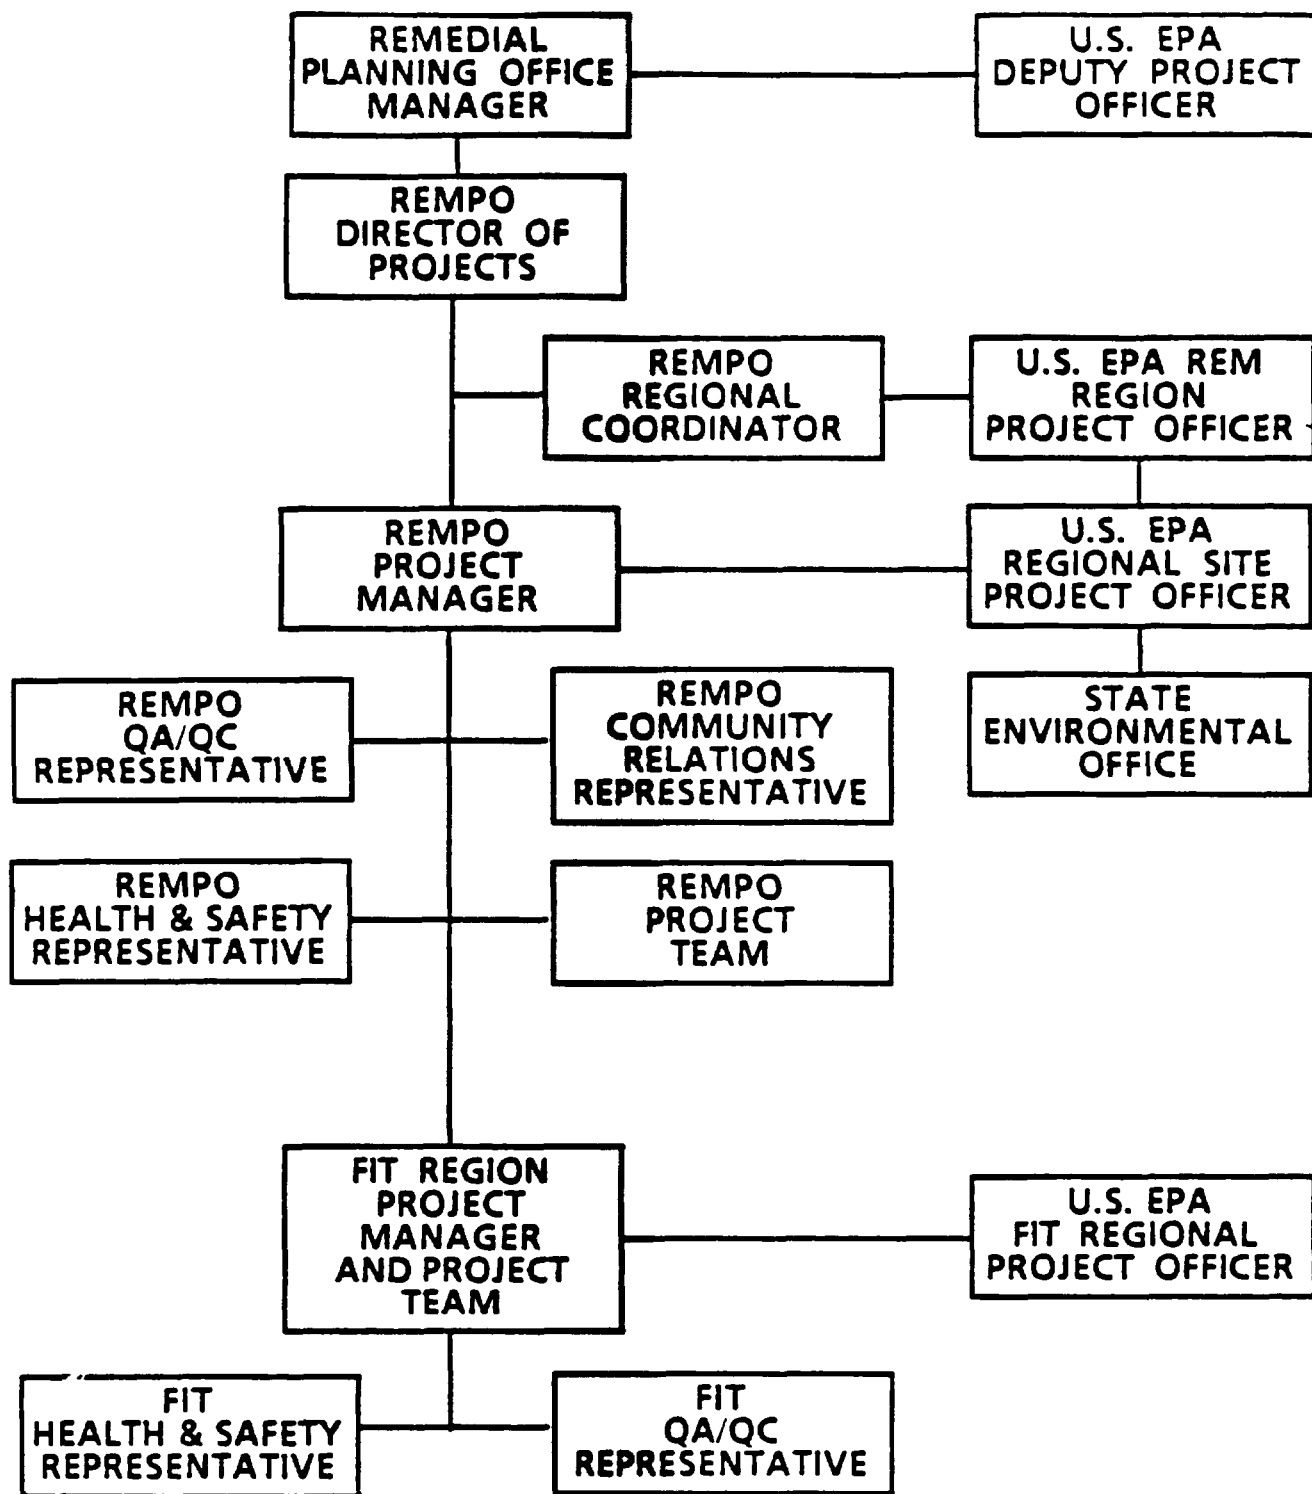 REMEDIAL
PLANNING OFFICE
MANAGER
U.S. EPA
DEPUTY PROJECT
OFFICER
REMPO
DIRECTOR OF
PROJECTS
REMPO
REGIONAL
COORDINATOR
U.S. EPA REM
REGION
PROJECT OFFICER
REMPO
PROJECT
MANAGER
U.S. EPA
REGIONAL SITE
PROJECT OFFICER
REMPO
QA/QC
REPRESENTATIVE
REMPO
COMMUNITY
RELATIONS
REPRESENTATIVE
STATE
ENVIRONMENTAL
OFFICE
REMPO
HEALTH & SAFETY
REPRESENTATIVE
REMPO
PROJECT
TEAM
FIT REGION
PROJECT
MANAGER
AND PROJECT
TEAM
U.S. EPA
FIT REGIONAL
PROJECT OFFICER
FIT
HEALTH & SAFETY
REPRESENTATIVE
FIT
QA/QC
REPRESENTATIVE